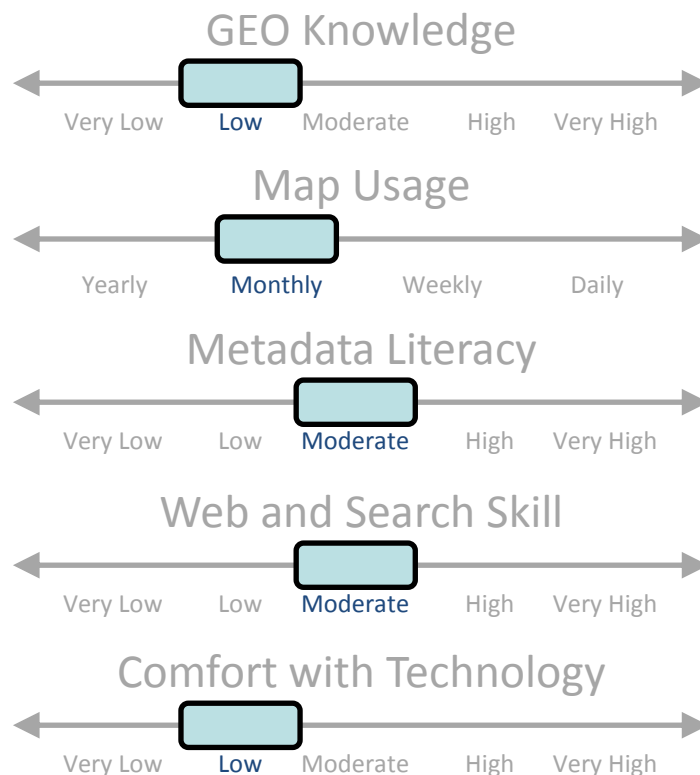 GEO Knowledge
Very Low Low Moderate High Very High
Map Usage
Yearly Monthly Weekly Daily
Metadata Literacy
Very Low Low Moderate High Very High
Web and Search Skill
Very Low Low Moderate High Very High
Comfort with Technology
Very Low Low Moderate High Very High